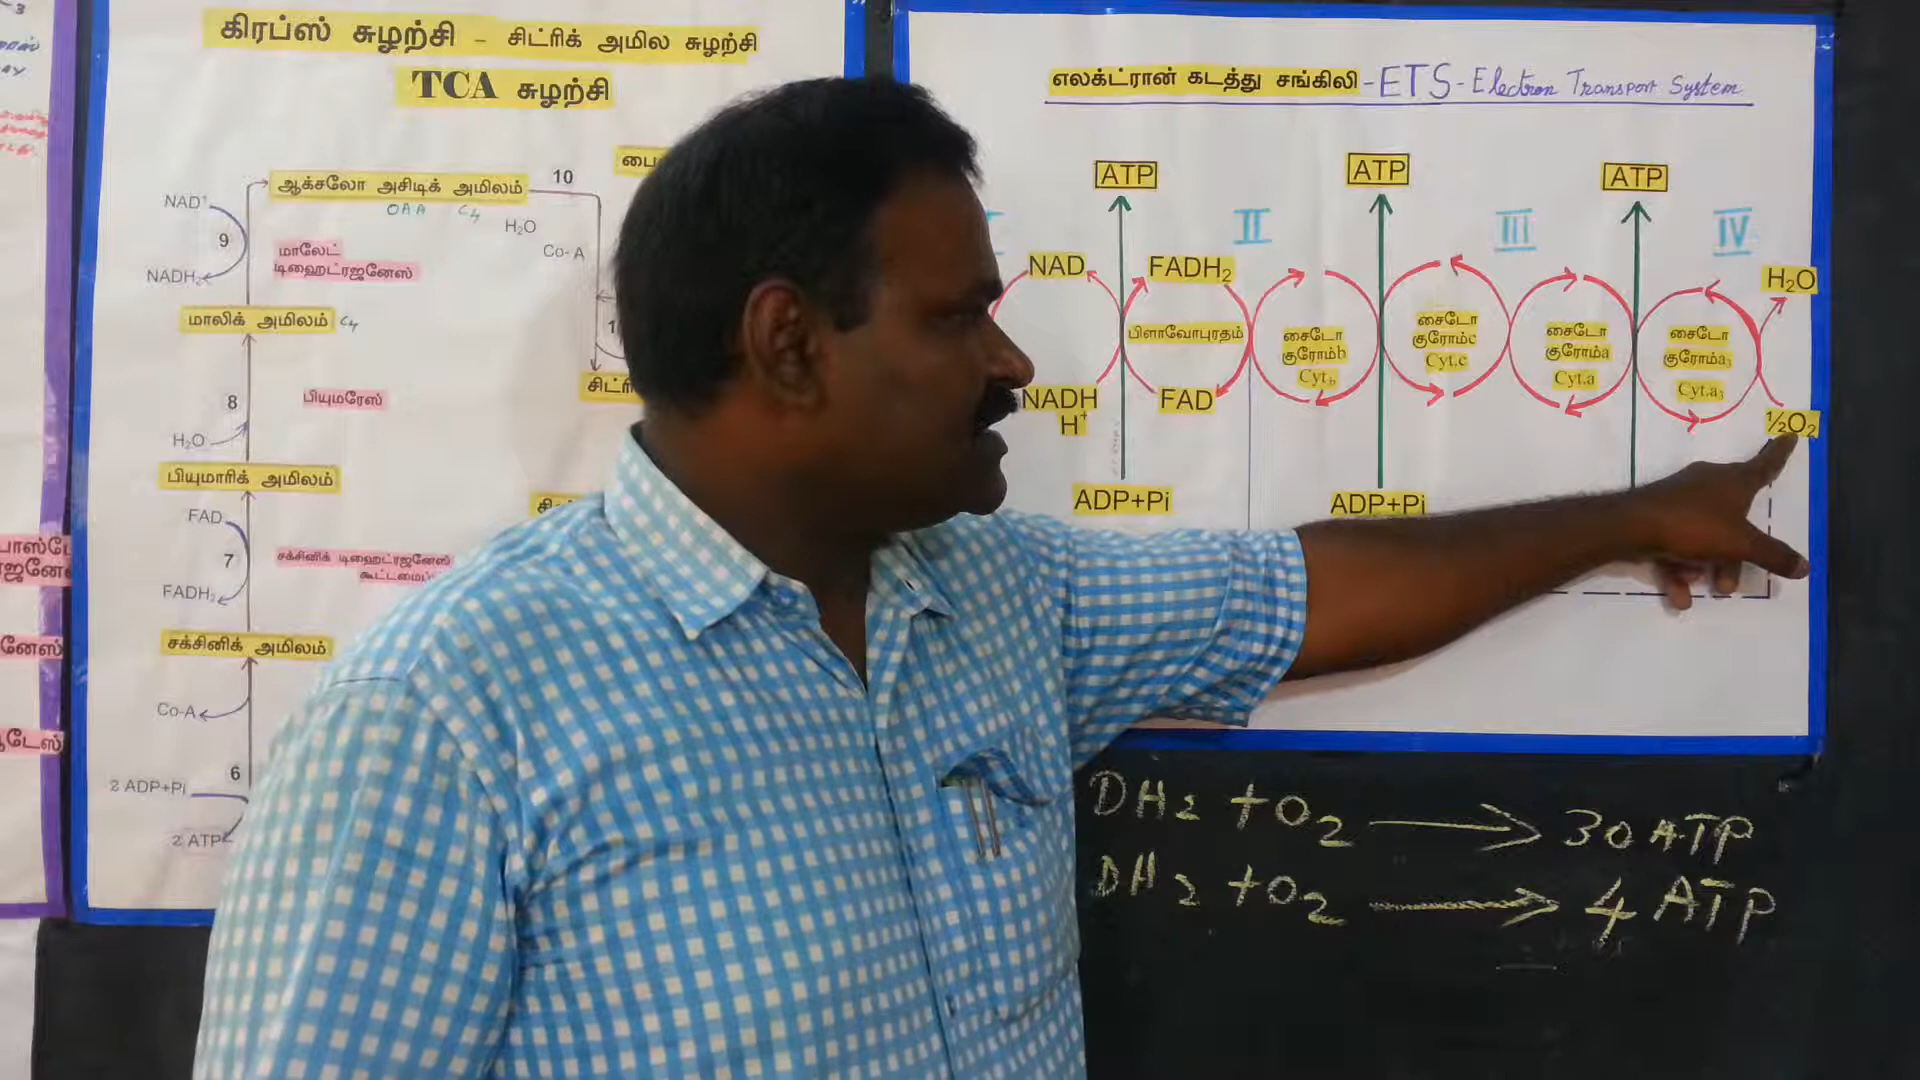 கிரப்ஸ் சுழற்சி - சிட்ரிக் அமில சுழற்சி
TCA சுழற்சி
ஆக்சலோ அசிடிக் அமிலம்
10
OAA C4
H₂O
Co-A
NAD⁺
9
NADH₂
மாலேட்
டிஹைட்ரஜனேஸ்
மாலிக் அமிலம் C4
8
பியுமரேஸ்
H₂O
பியுமாரிக் அமிலம்
FAD
7
FADH₂
சக்சினிக் டிஹைட்ரஜனேஸ்
சக்சினிக் அமிலம்
Co-A
6
2 ADP+Pi
2 ATP
எலக்ட்ரான் கடத்து சங்கிலி - ETS - Electron Transport System
ATP ATP ATP
I II III IV
NAD FADH₂ H₂O
பிளாவோபுரதம்
சைடோ
குரோம்b
Cyt.b
சைடோ
குரோம்c
Cyt.c
சைடோ
குரோம்a
Cyt.a
சைடோ
குரோம்a₃
Cyt.a₃
NADH
H⁺
FAD
½O₂
ADP+Pi ADP+Pi
DH₂ + O₂ → 30 ATP
DH₂ + O₂ → 4 ATP